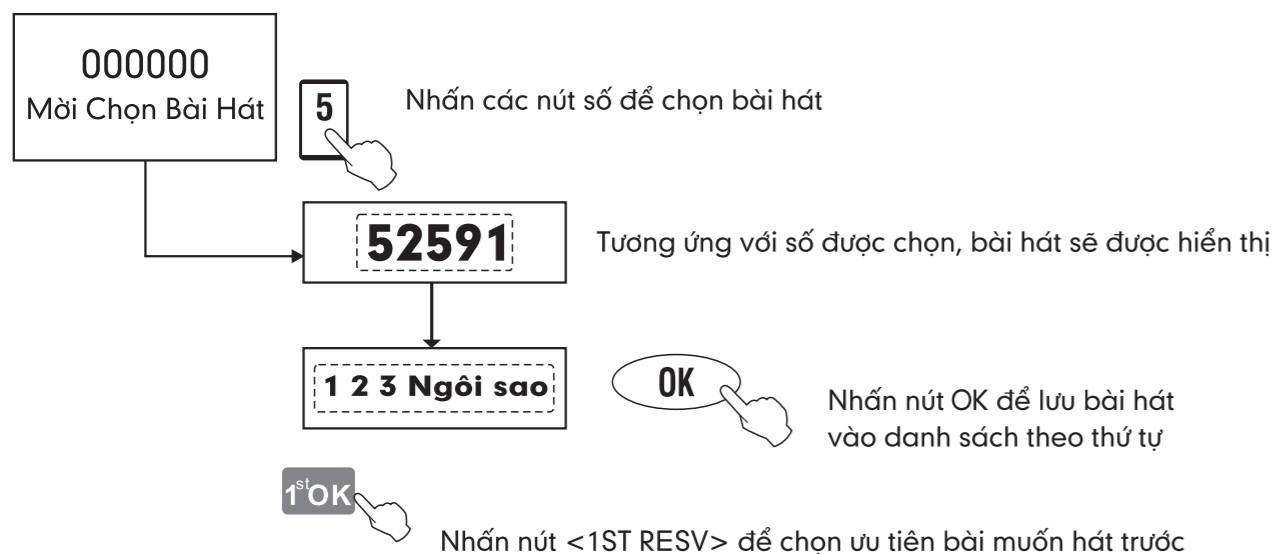 000000
Mời Chọn Bài Hát
5
Nhấn các nút số để chọn bài hát
52591
Tương ứng với số được chọn, bài hát sẽ được hiển thị
1 2 3 Ngôi sao
OK
Nhấn nút OK để lưu bài hát
vào danh sách theo thứ tự
1stOK
Nhấn nút <1ST RESV> để chọn ưu tiên bài muốn hát trước